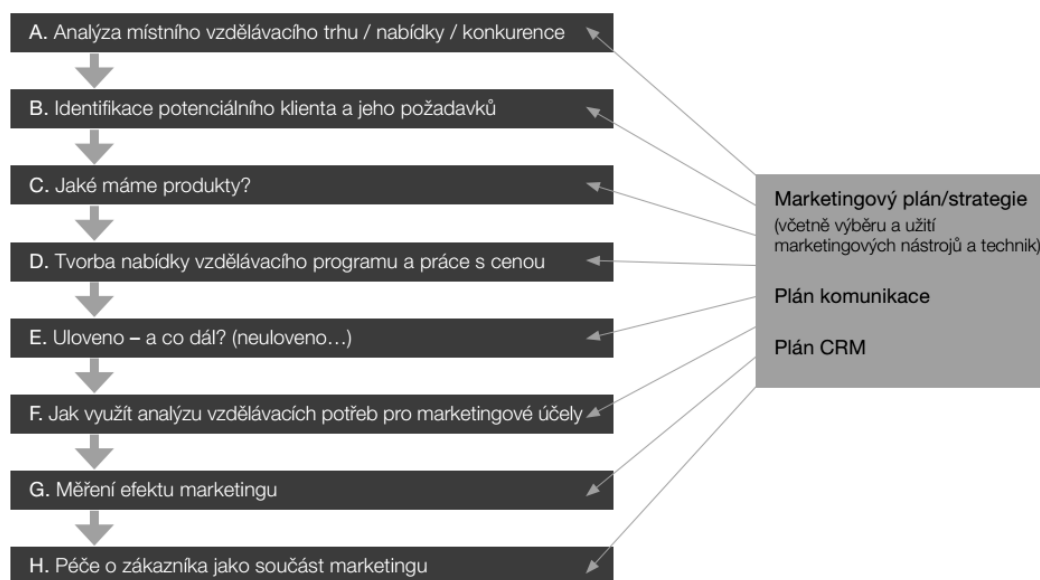 A. Analýza místního vzdělávacího trhu / nabídky / konkurence
B. Identifikace potenciálního klienta a jeho požadavků
C. Jaké máme produkty?
D. Tvorba nabídky vzdělávacího programu a práce s cenou
E. Uloveno – a co dál? (neuloveno…)
F. Jak využít analýzu vzdělávacích potřeb pro marketingové účely
G. Měření efektu marketingu
H. Péče o zákazníka jako součást marketingu
Marketingový plán/strategie
(včetně výběru a užití
marketingových nástrojů a technik)
Plán komunikace
Plán CRM